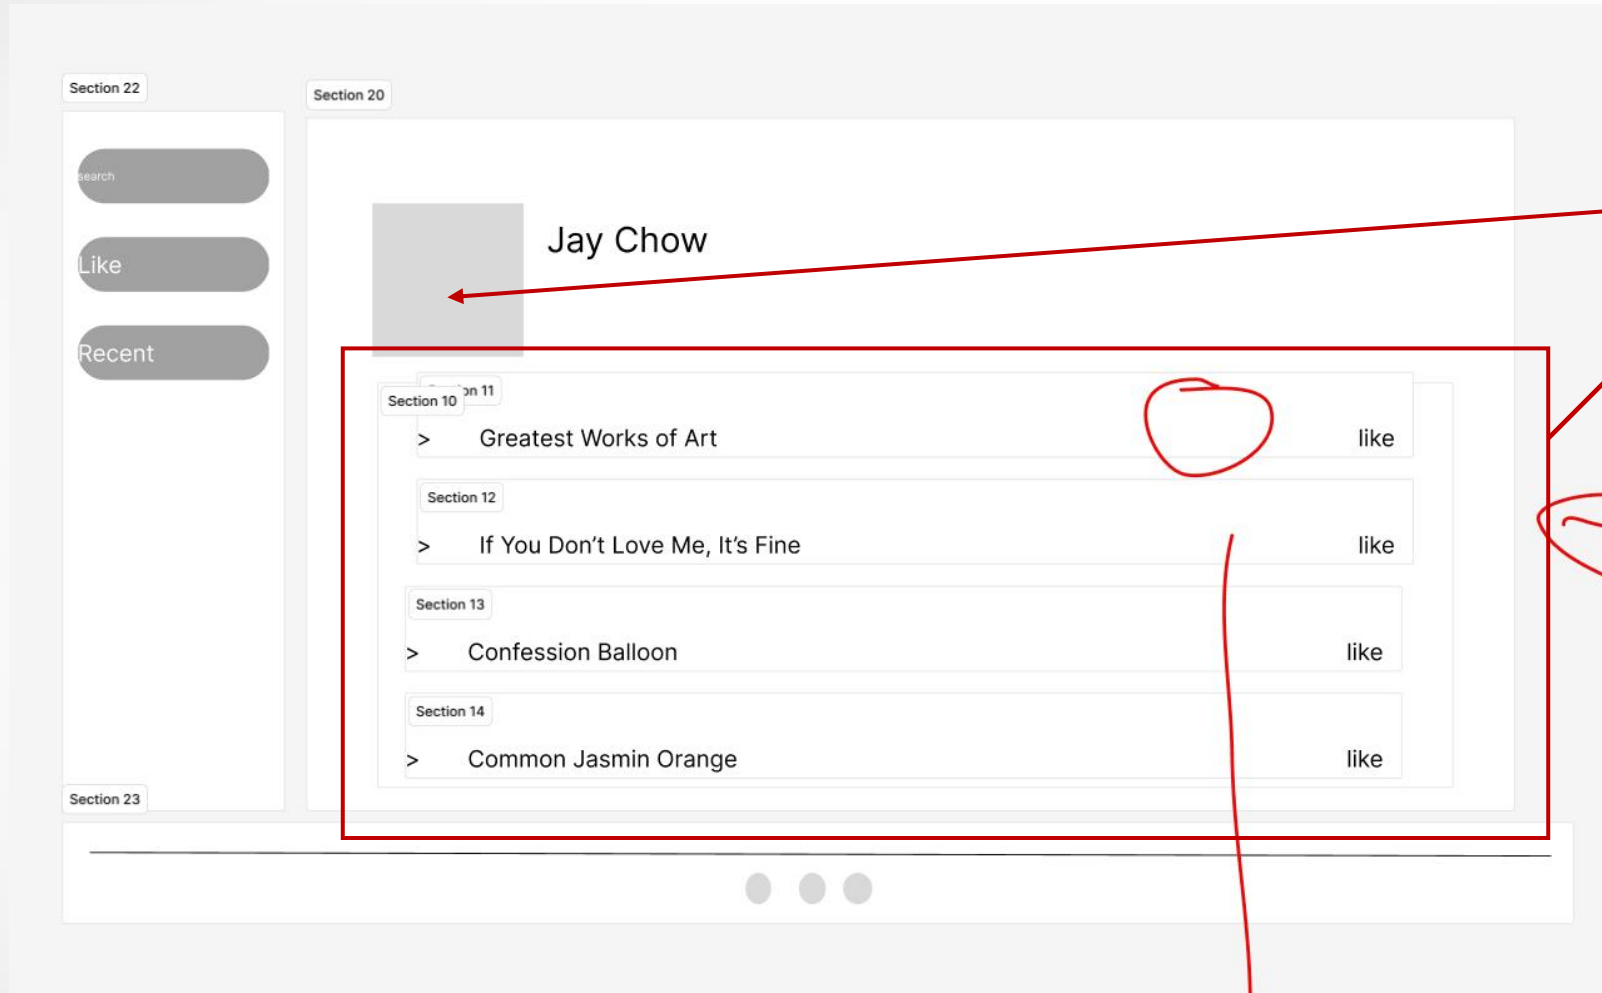 Section 22
Section 20
search
Like
Recent
Jay Chow
on 11
Section 10
> Greatest Works of Art like
Section 12
> If You Don’t Love Me, It’s Fine like
Section 13
> Confession Balloon like
Section 14
> Common Jasmin Orange like
Section 23